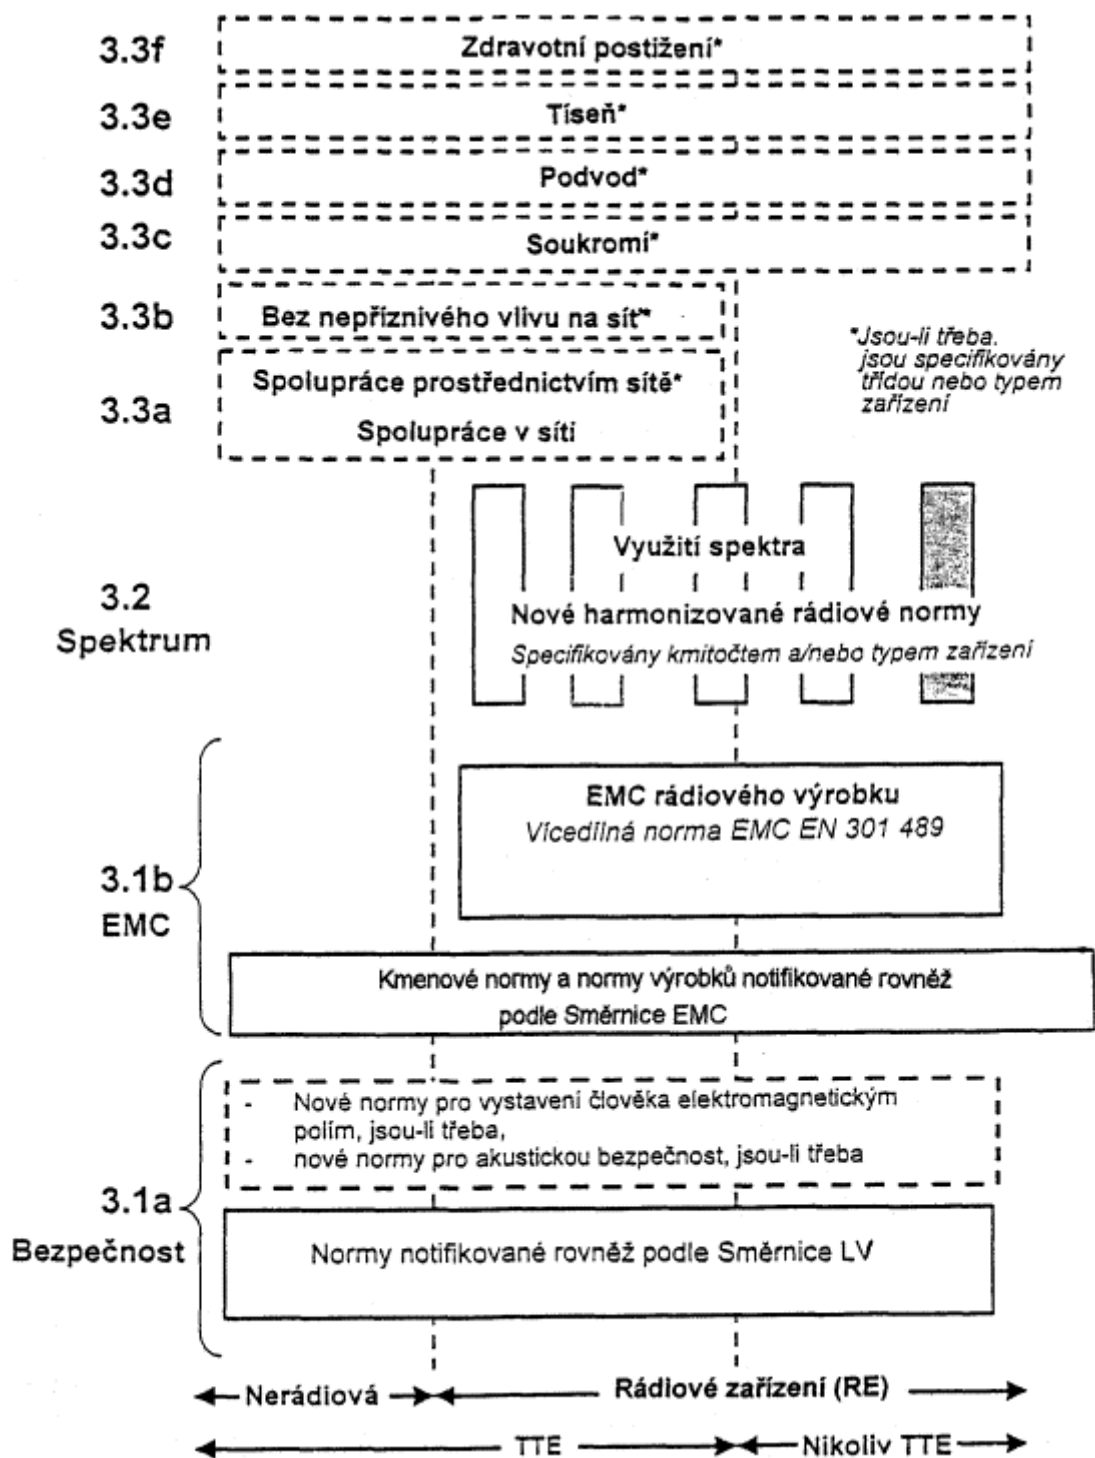 3.3f
Zdravotní postižení*
3.3e
Tíseň*
3.3d
Podvod*
3.3c
Soukromí*
3.3b
Bez nepříznivého vlivu na síť*
3.3a
Spolupráce prostřednictvím sítě*
Spolupráce v síti
*Jsou-li třeba.
jsou specifikovány
třídou nebo typem
zařízení
3.2
Spektrum
Využití spektra
Nové harmonizované rádiové normy
Specifikovány kmitočtem a/nebo typem zařízení
3.1b
EMC
EMC rádiového výrobku
Vícedílná norma EMC EN 301 489
Kmenové normy a normy výrobků notifikované rovněž
podle Směrnice EMC
3.1a
Bezpečnost
- Nové normy pro vystavení člověka elektromagnetickým
polím, jsou-li třeba,
- nové normy pro akustickou bezpečnost, jsou-li třeba
Normy notifikované rovněž podle Směrnice LV
Nerádiová
Rádiové zařízení (RE)
TTE
Nikoliv TTE